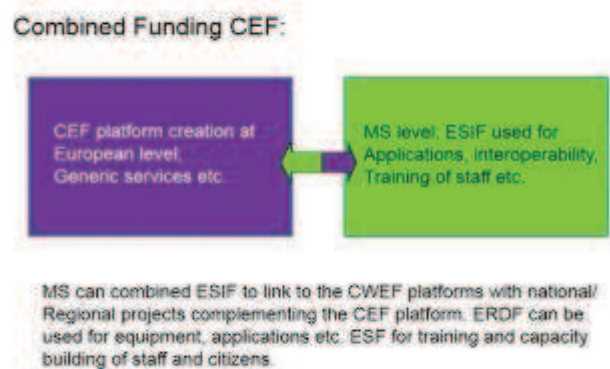 Combined Funding CEF:
CEF platform creation at
European level;
Generic services etc.
MS level: ESIF used for
Applications, interoperability,
Training of staff etc.
MS can combined ESIF to link to the CWEF platforms with national/
Regional projects complementing the CEF platform. ERDF can be
used for equipment, applications etc. ESF for training and capacity
building of staff and citizens.